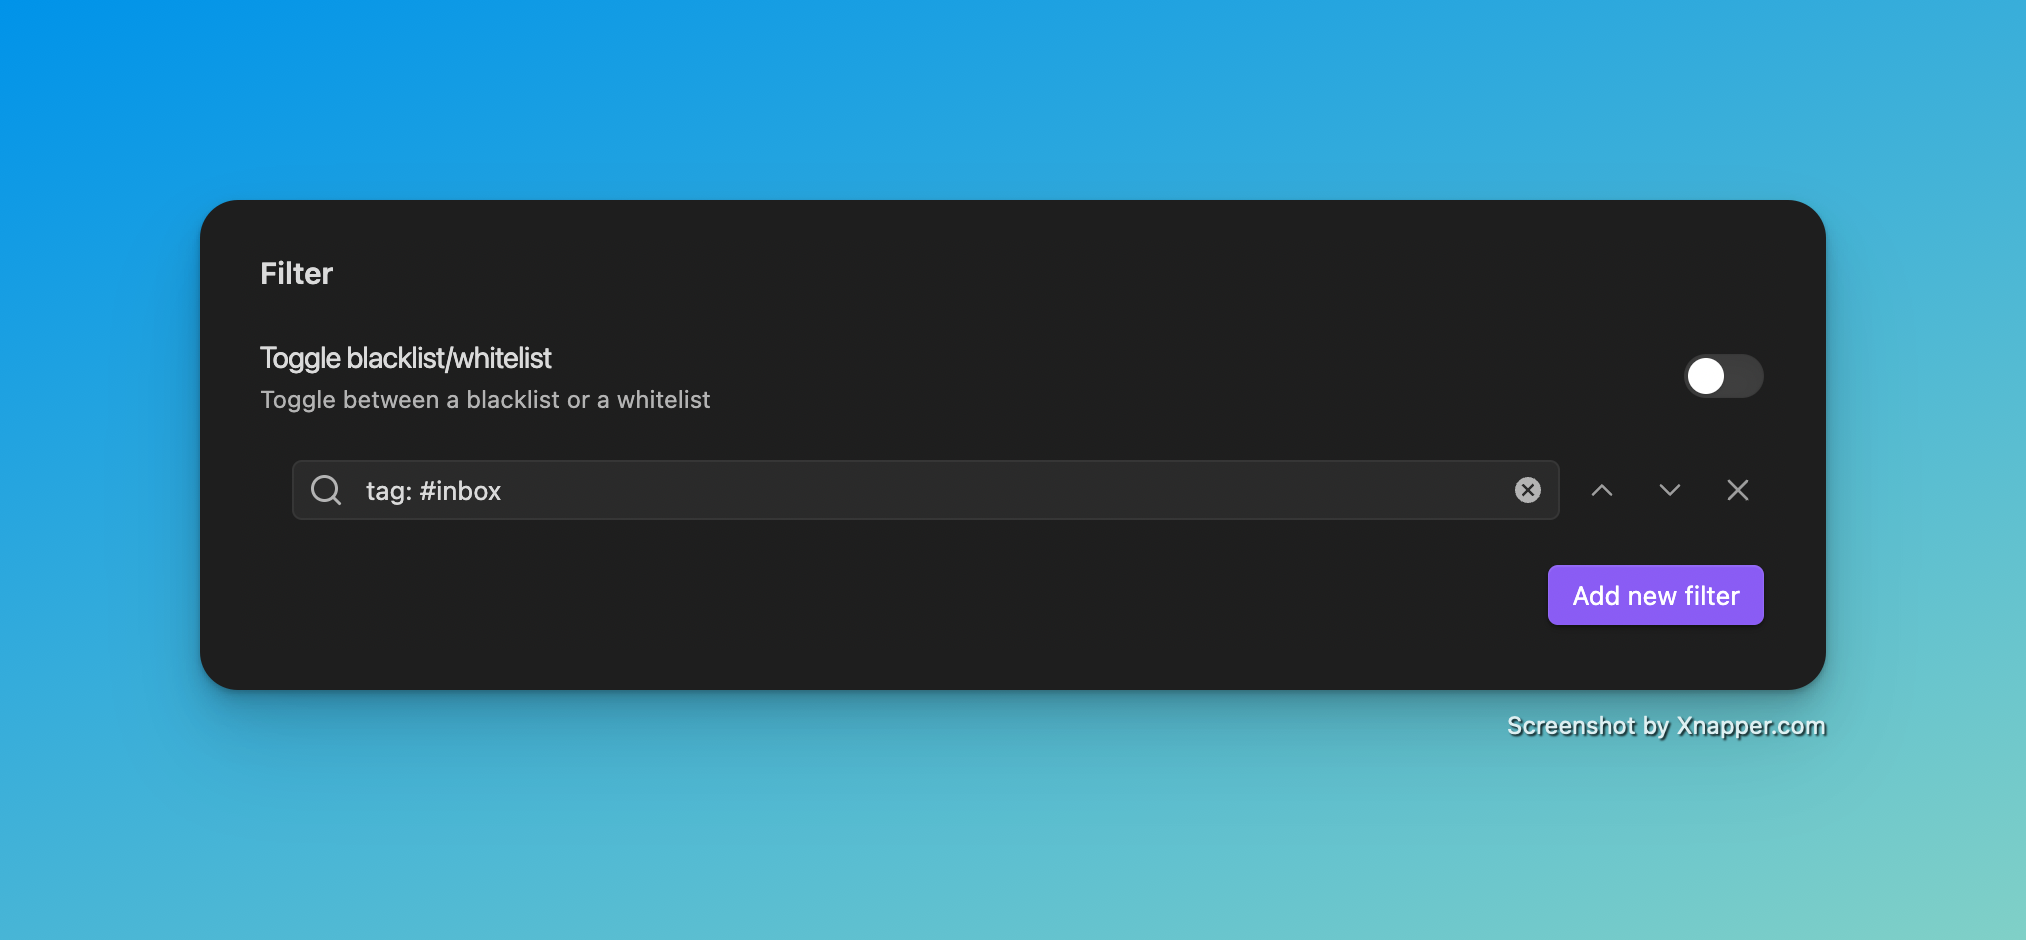 Filter
Toggle blacklist/whitelist
Toggle between a blacklist or a whitelist
tag: #inbox
Add new filter
Screenshot by Xnapper.com